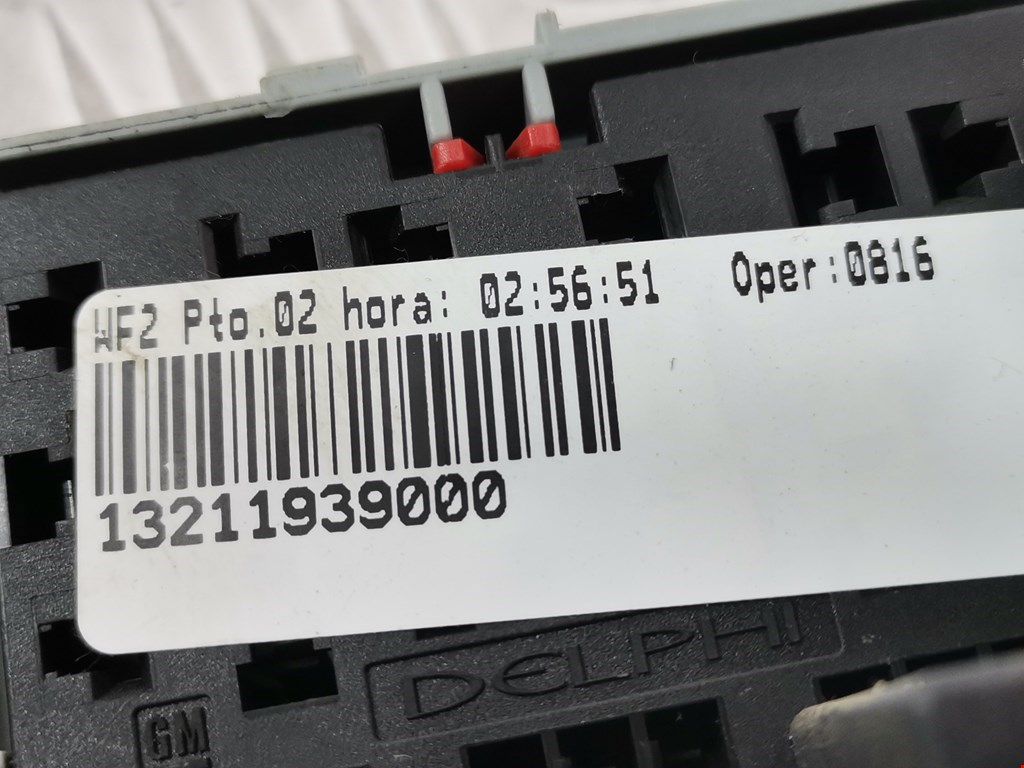 WF2 Pto.02 hora: 02:56:51 Oper:0816
13211939000
DELPHI
GM